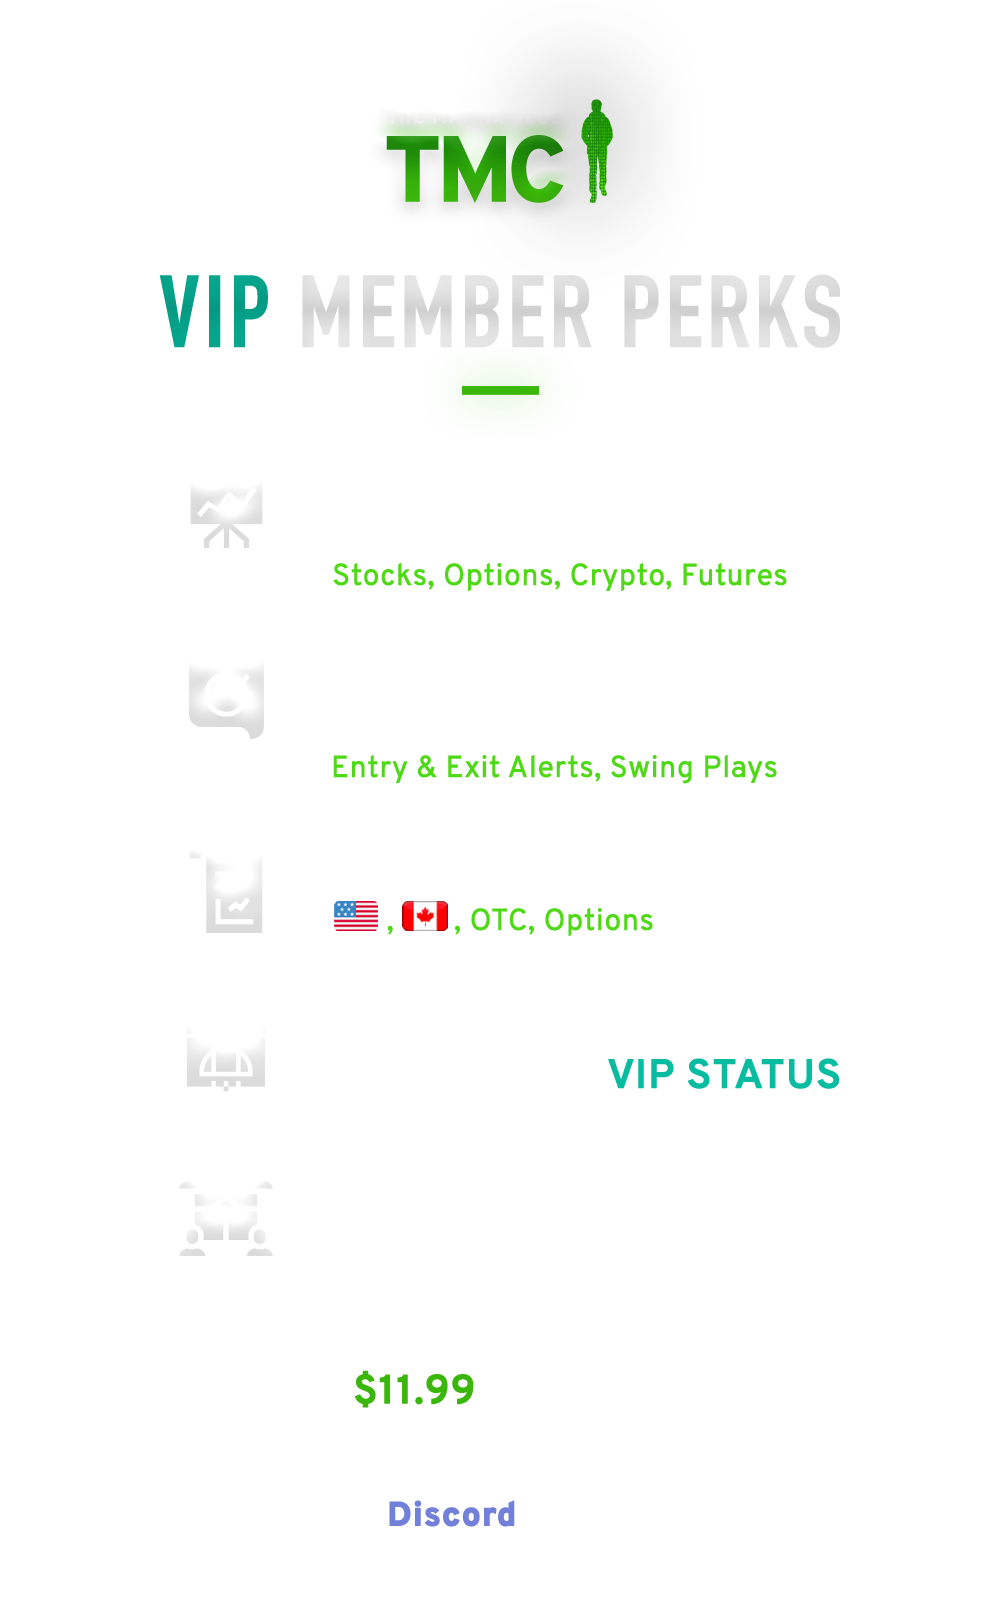 TMC
VIP MEMBER PERKS
Stocks, Options, Crypto, Futures
Entry & Exit Alerts, Swing Plays
, , OTC, Options
VIP STATUS
$11.99
Discord